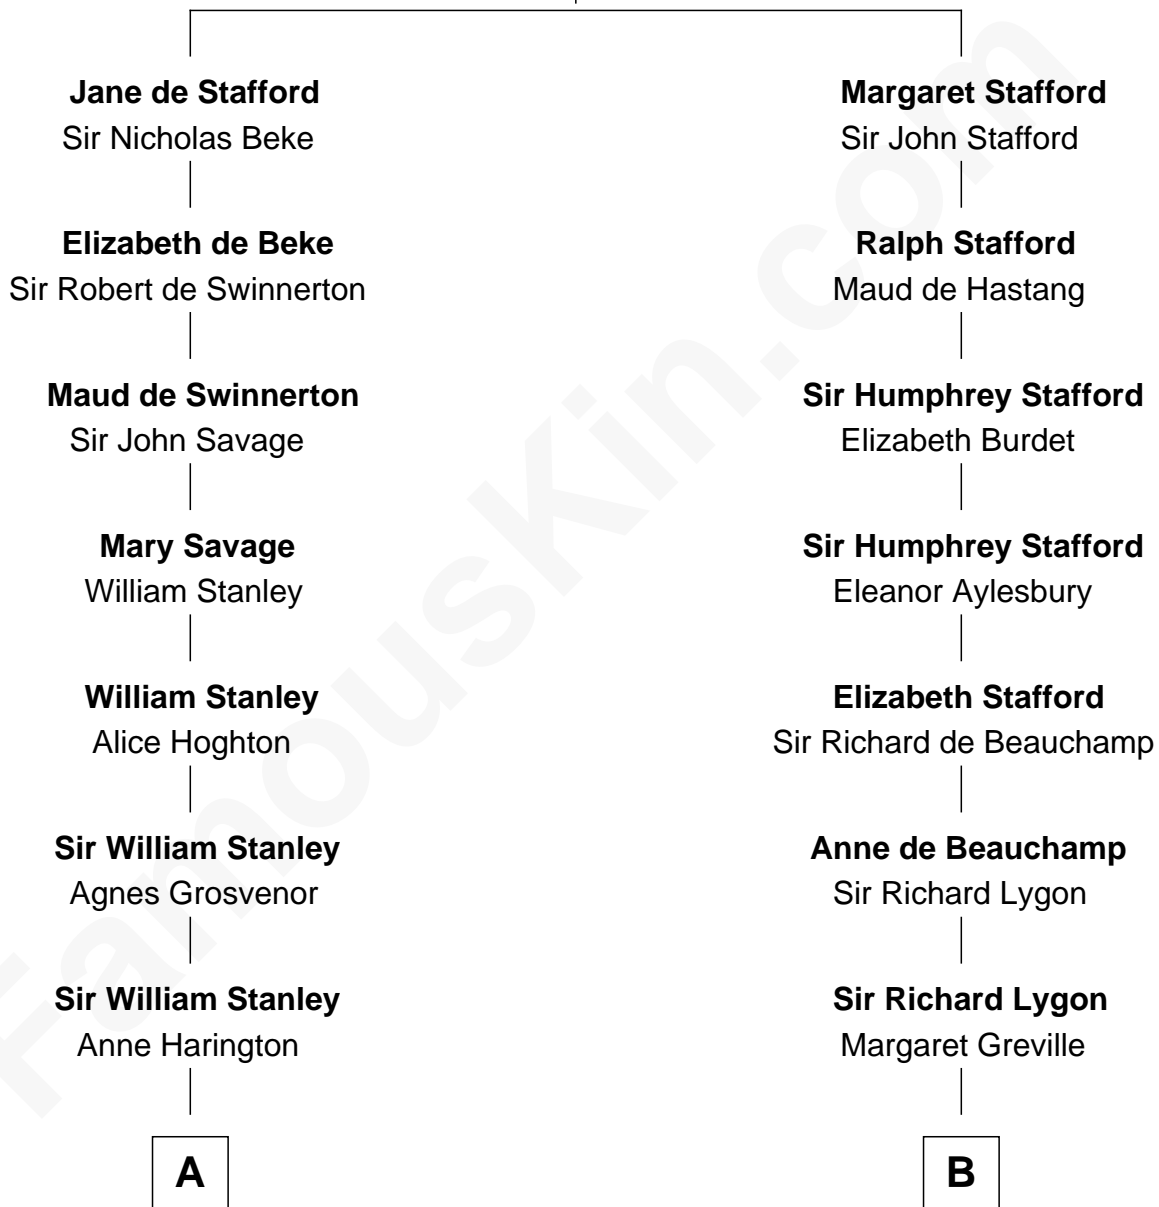 Jane de Stafford
Sir Nicholas Beke
Elizabeth de Beke
Sir Robert de Swinnerton
Maud de Swinnerton
Sir John Savage
Mary Savage
William Stanley
William Stanley
Alice Hoghton
Sir William Stanley
Agnes Grosvenor
Sir William Stanley
Anne Harington
A
Margaret Stafford
Sir John Stafford
Ralph Stafford
Maud de Hastang
Sir Humphrey Stafford
Elizabeth Burdet
Sir Humphrey Stafford
Eleanor Aylesbury
Elizabeth Stafford
Sir Richard de Beauchamp
Anne de Beauchamp
Sir Richard Lygon
Sir Richard Lygon
Margaret Greville
B
FamousKin.com